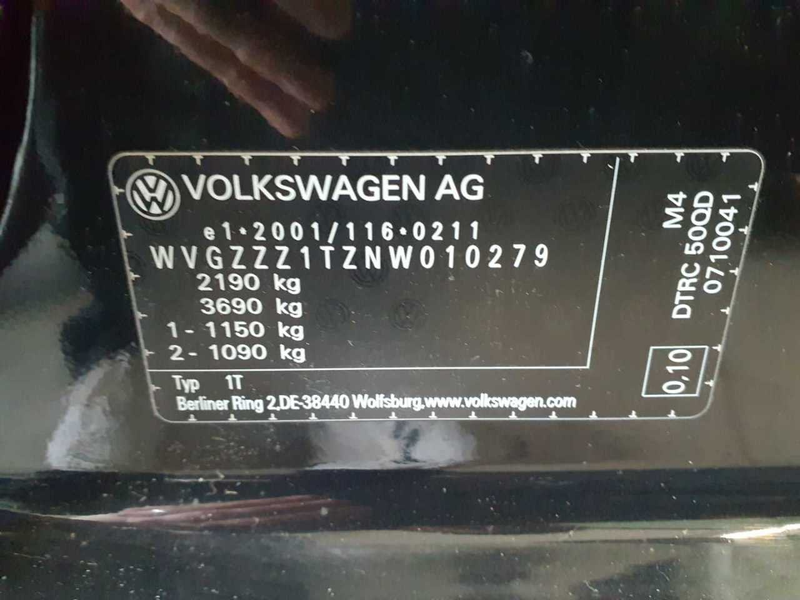 VOLKSWAGEN AG
e1*2001/116*0211
WVGZZZ1TZNW010279
2190 kg
3690 kg
1 - 1150 kg
2 - 1090 kg
Typ 1T
Berliner Ring 2,DE-38440 Wolfsburg,www.volkswagen.com
M4
DTRC 50QD
0710041
0,10